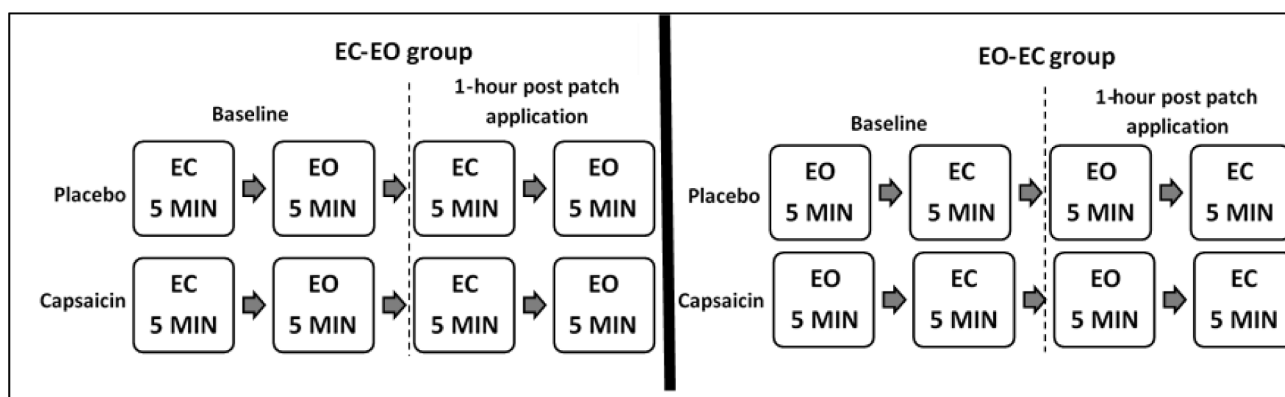 EC-EO group
Baseline
1-hour post patch
application
Placebo
EC
5 MIN
EO
5 MIN
EC
5 MIN
EO
5 MIN
Capsaicin
EC
5 MIN
EO
5 MIN
EC
5 MIN
EO
5 MIN
EO-EC group
Baseline
1-hour post patch
application
Placebo
EO
5 MIN
EC
5 MIN
EO
5 MIN
EC
5 MIN
Capsaicin
EO
5 MIN
EC
5 MIN
EO
5 MIN
EC
5 MIN